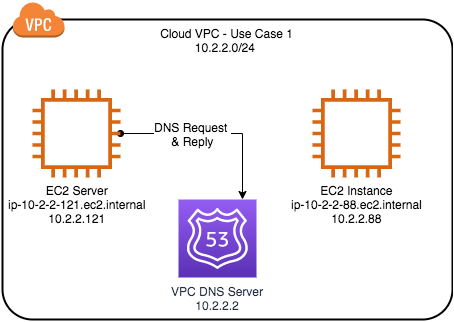 VPC
Cloud VPC - Use Case 1
10.2.2.0/24
DNS Request
& Reply
EC2 Server
ip-10-2-2-121.ec2.internal
10.2.2.121
EC2 Instance
ip-10-2-2-88.ec2.internal
10.2.2.88
53
VPC DNS Server
10.2.2.2